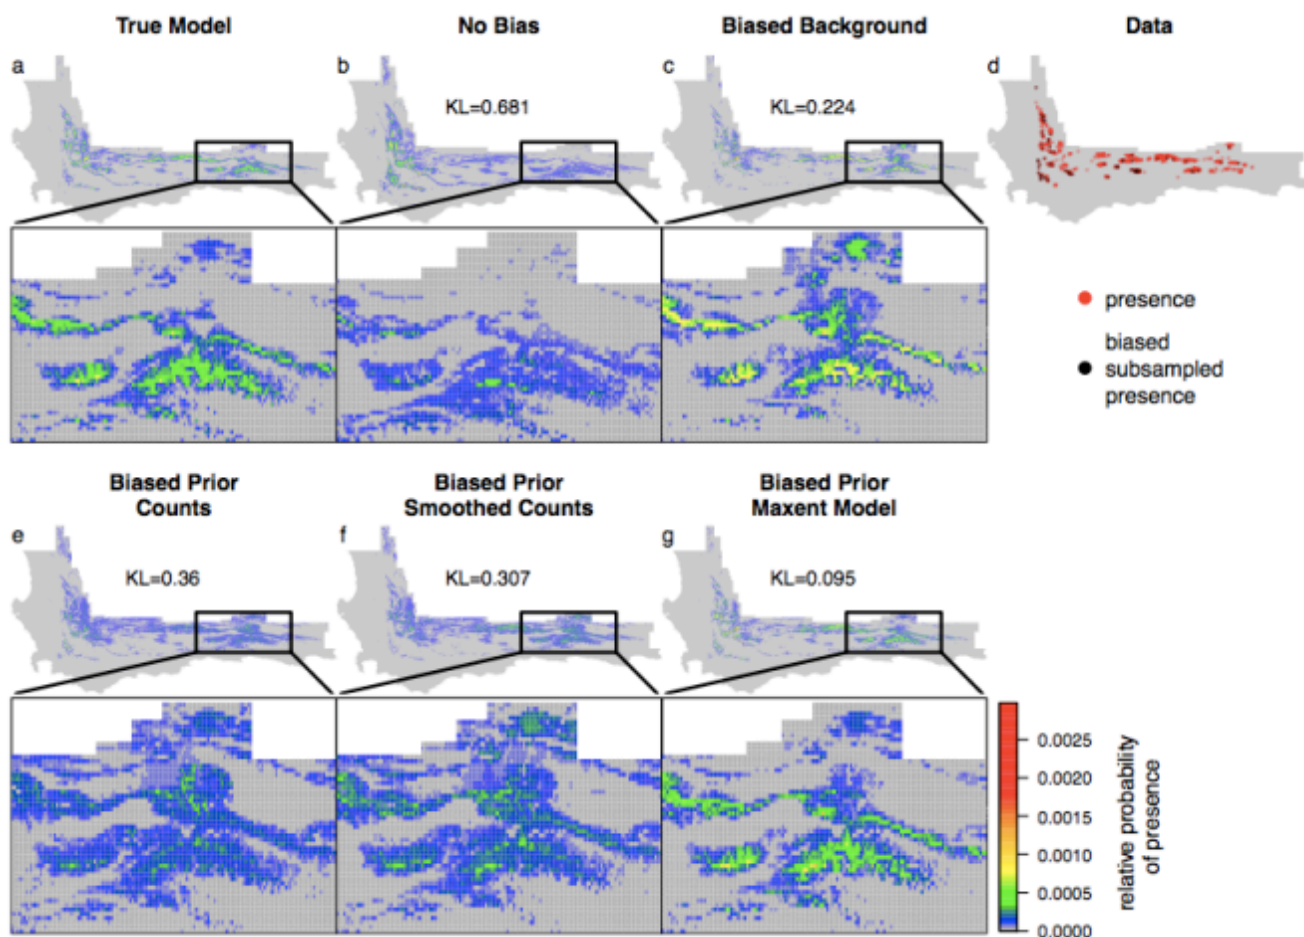 True Model
No Bias
Biased Background
Data
a
b
c
d
KL=0.681
KL=0.224
presence
biased
subsampled
presence
Biased Prior
Counts
Biased Prior
Smoothed Counts
Biased Prior
Maxent Model
e
f
g
KL=0.36
KL=0.307
KL=0.095
0.0025
0.0020
0.0015
0.0010
0.0005
0.0000
relative probability
of presence